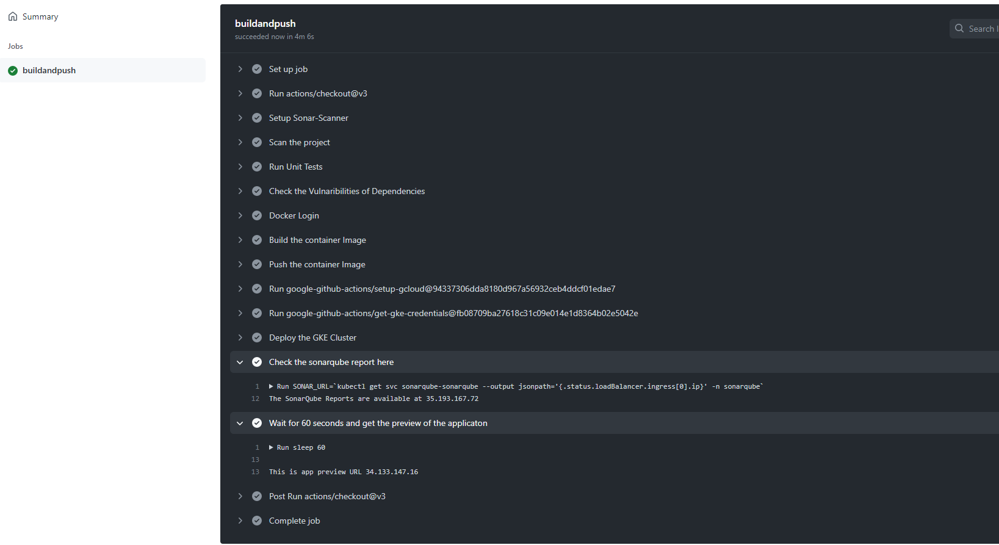 Summary
Jobs
buildandpush
buildandpush
succeeded now in 4m 6s
Search l
Set up job
Run actions/checkout@v3
Setup Sonar-Scanner
Scan the project
Run Unit Tests
Check the Vulnaribilities of Dependencies
Docker Login
Build the container Image
Push the container Image
Run google-github-actions/setup-gcloud@94337306dda8180d967a56932ceb4ddcf01edae7
Run google-github-actions/get-gke-credentials@fb08709ba27618c31c09e014e1d8364b02e5042e
Deploy the GKE Cluster
Check the sonarqube report here
1 ▶ Run SONAR_URL=`kubectl get svc sonarqube-sonarqube --output jsonpath='{.status.loadBalancer.ingress[0].ip}' -n sonarqube`
12 The SonarQube Reports are available at 35.193.167.72
Wait for 60 seconds and get the preview of the applicaton
1 ▶ Run sleep 60
13
13 This is app preview URL 34.133.147.16
Post Run actions/checkout@v3
Complete job